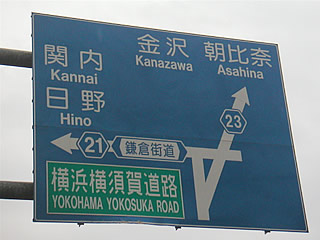 関内
Kannai
日野
Hino
金沢
Kanazawa
朝比奈
Asahina
23
21
鎌倉街道
横浜横須賀道路
YOKOHAMA YOKOSUKA ROAD